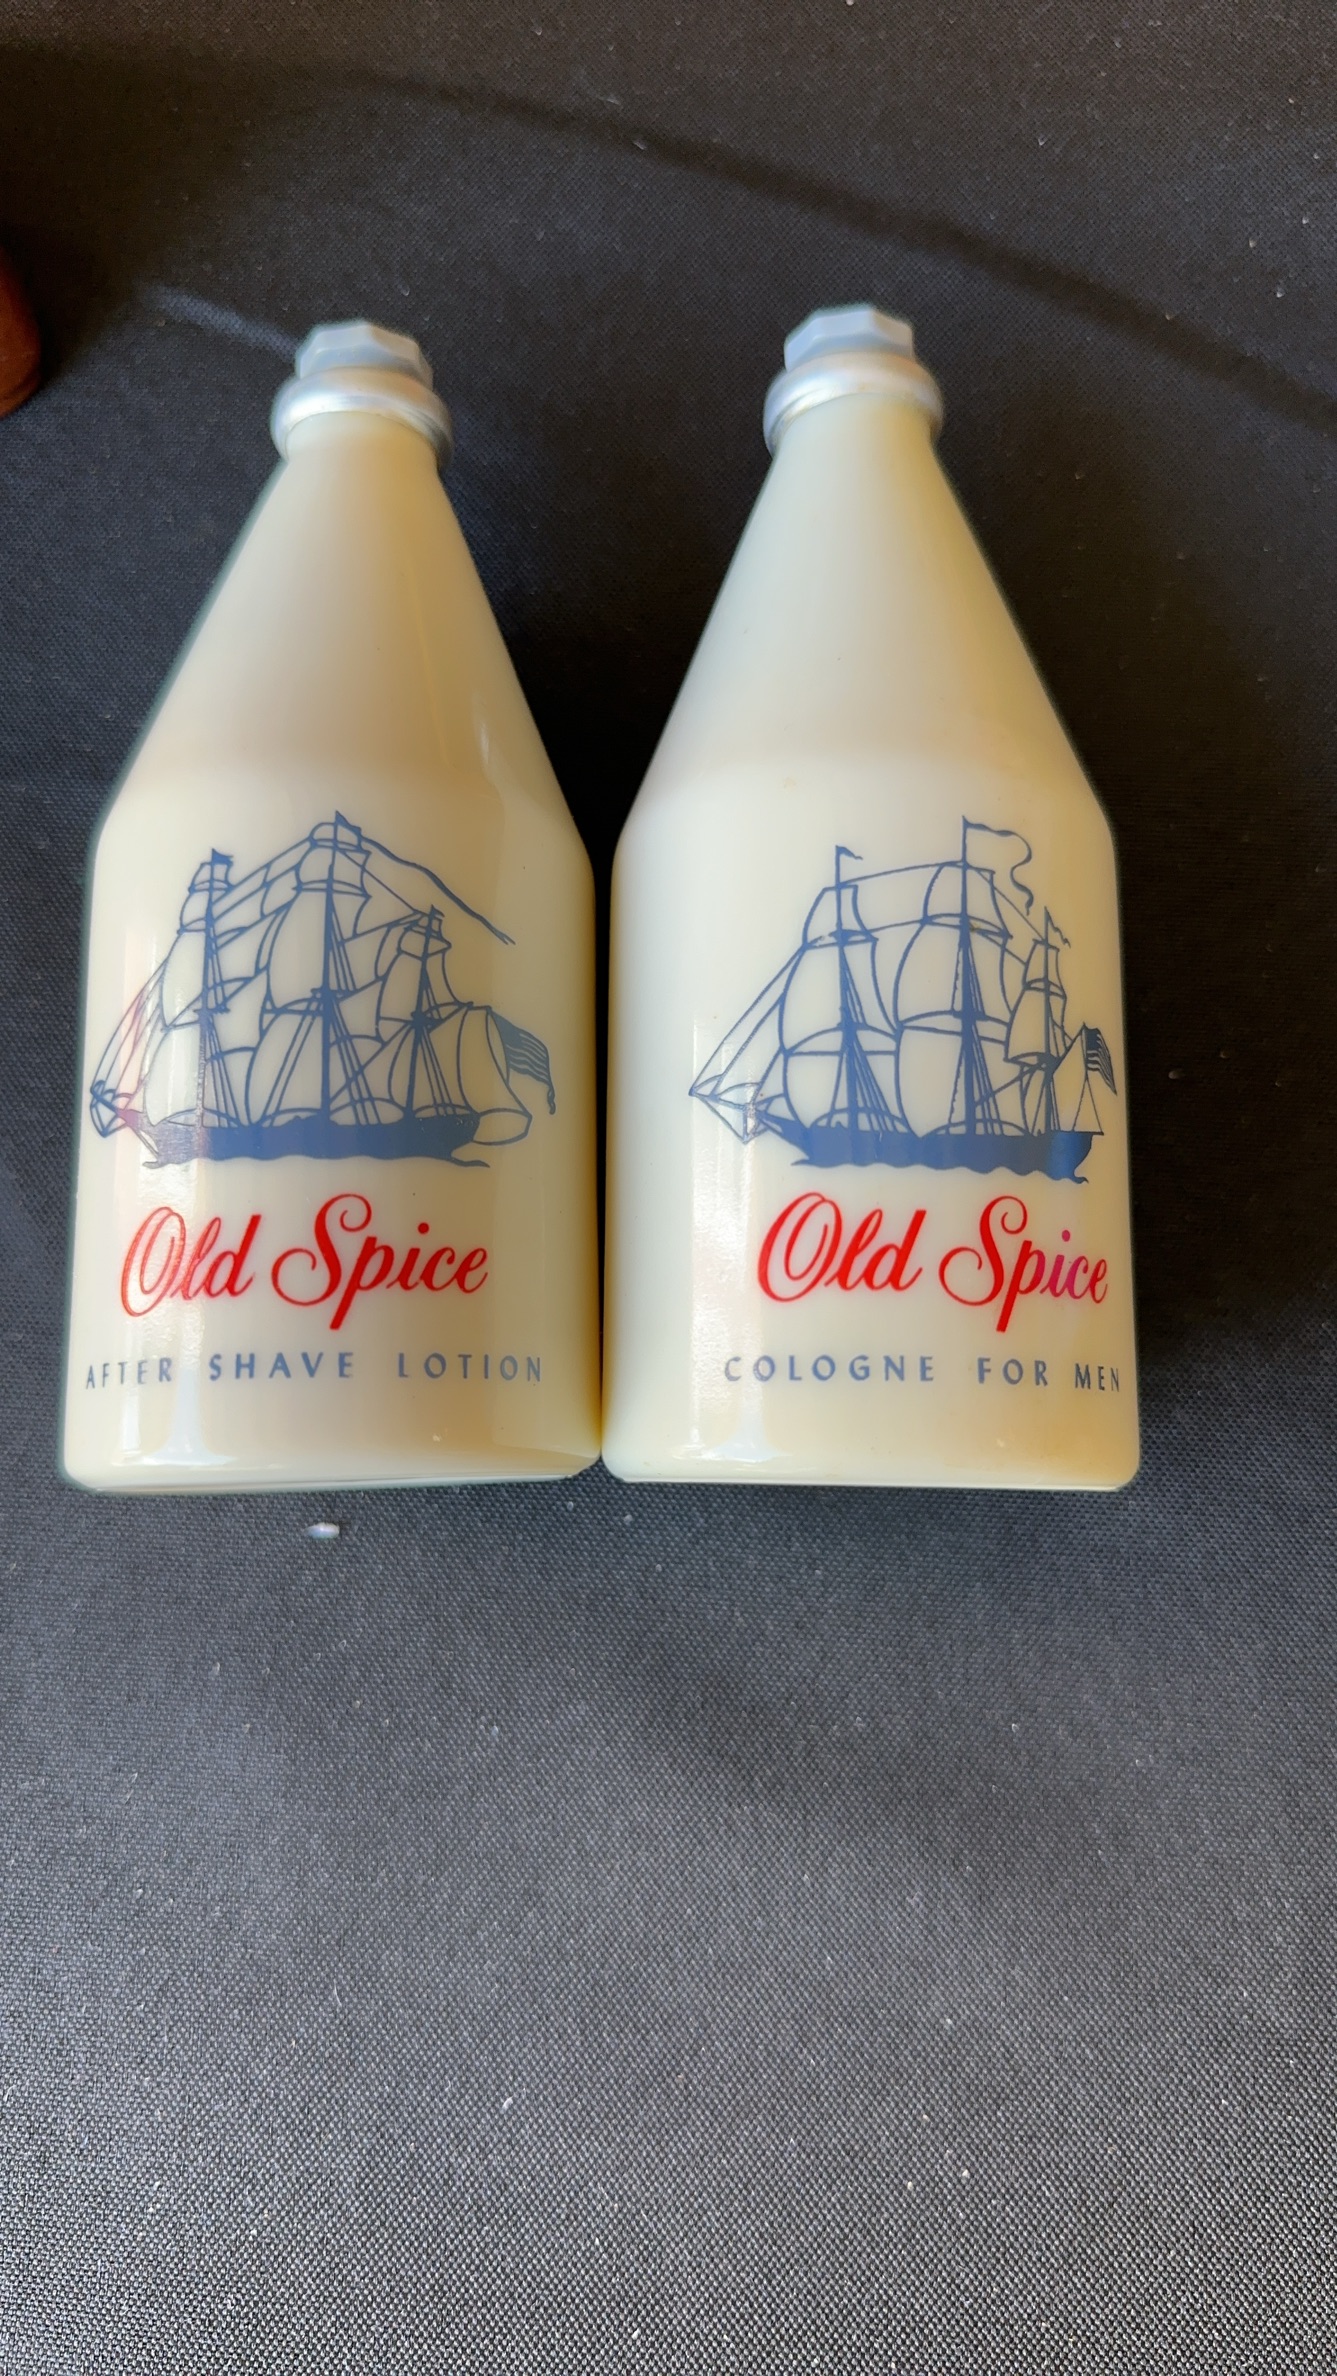 Old Spice
AFTER SHAVE LOTION
Old Spice
COLOGNE FOR MEN